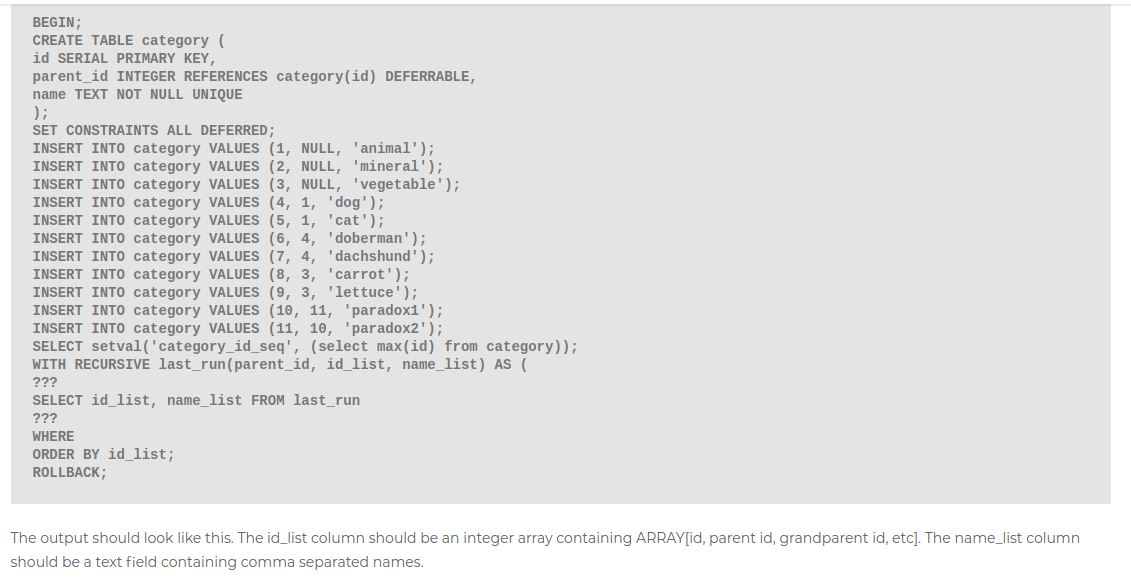 BEGIN;
CREATE TABLE category (
id SERIAL PRIMARY KEY,
parent_id INTEGER REFERENCES category(id) DEFERRABLE,
name TEXT NOT NULL UNIQUE
);
SET CONSTRAINTS ALL DEFERRED;
INSERT INTO category VALUES (1, NULL, 'animal');
INSERT INTO category VALUES (2, NULL, 'mineral');
INSERT INTO category VALUES (3, NULL, 'vegetable');
INSERT INTO category VALUES (4, 1, 'dog');
INSERT INTO category VALUES (5, 1, 'cat');
INSERT INTO category VALUES (6, 4, 'doberman');
INSERT INTO category VALUES (7, 4, 'dachshund');
INSERT INTO category VALUES (8, 3, 'carrot');
INSERT INTO category VALUES (9, 3, 'lettuce');
INSERT INTO category VALUES (10, 11, 'paradox1');
INSERT INTO category VALUES (11, 10, 'paradox2');
SELECT setval('category_id_seq', (select max(id) from category));
WITH RECURSIVE last_run(parent_id, id_list, name_list) AS (
???
SELECT id_list, name_list FROM last_run
???
WHERE
ORDER BY id_list;
ROLLBACK;
The output should look like this. The id_list column should be an integer array containing ARRAY[id, parent id, grandparent id, etc]. The name_list column
should be a text field containing comma separated names.